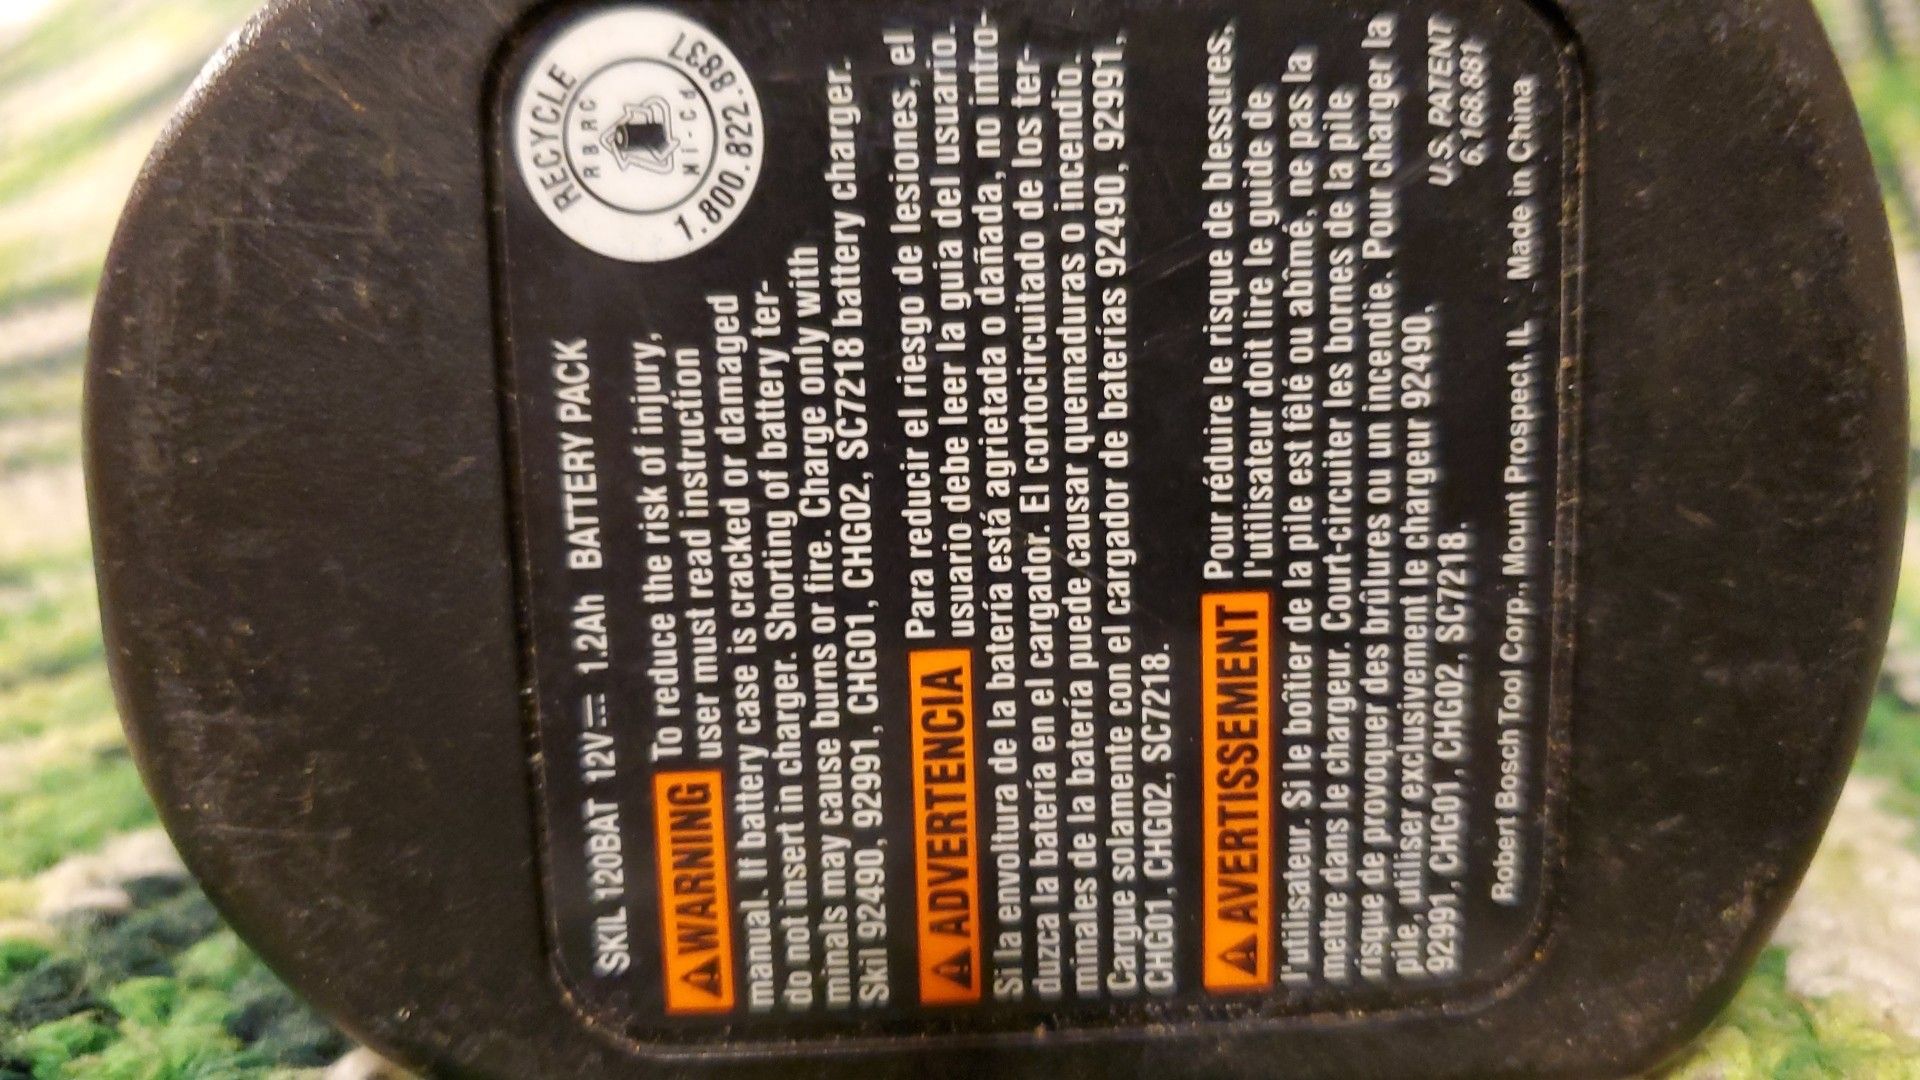 SKIL 120BAT 12V⎓ 1.2Ah BATTERY PACK
RECYCLE
RBRC
Ni-Cd
1.800.822.8837
⚠WARNING To reduce the risk of injury,
user must read instruction
manual. If battery case is cracked or damaged
do not insert in charger. Shorting of battery ter-
minals may cause burns or fire. Charge only with
Skil 92490, 92991, CHG01, CHG02, SC7218 battery charger.
⚠ADVERTENCIA Para reducir el riesgo de lesiones, el
usuario debe leer la guia del usuario.
Si la envoltura de la batería está agrietada o dañada, no intro-
duzca la batería en el cargador. El cortocircuitado de los ter-
minales de la batería puede causar quemaduras o incendio.
Cargue solamente con el cargador de baterías 92490, 92991,
CHG01, CHG02, SC7218.
⚠AVERTISSEMENT Pour réduire le risque de blessures,
l'utilisateur doit lire le guide de
l'utilisateur. Si le boîtier de la pile est fêlé ou abîmé, ne pas la
mettre dans le chargeur. Court-circuiter les bornes de la pile
risque de provoquer des brûlures ou un incendie. Pour charger la
pile, utiliser exclusivement le chargeur 92490,
92991, CHG01, CHG02, SC7218.
U.S. PATENT
6,168,881
Robert Bosch Tool Corp., Mount Prospect, IL. Made in China